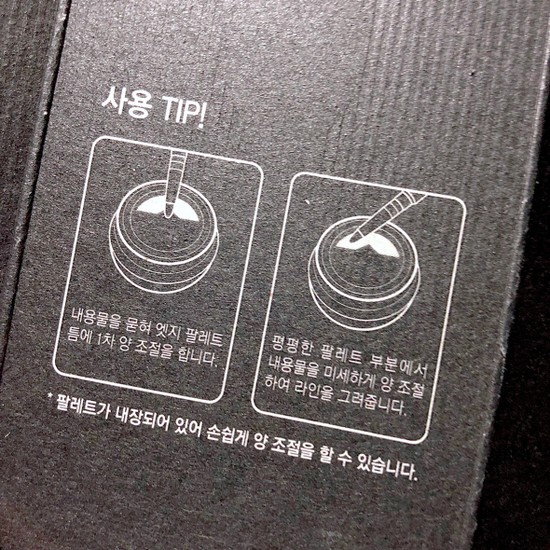 사용 TIP!
내용물을 묻혀 엣지 팔레트
틈에 1차 양 조절을 합니다.
평평한 팔레트 부분에서
내용물을 미세하게 양 조절
하여 라인을 그려줍니다.
* 팔레트가 내장되어 있어 손쉽게 양 조절을 할 수 있습니다.